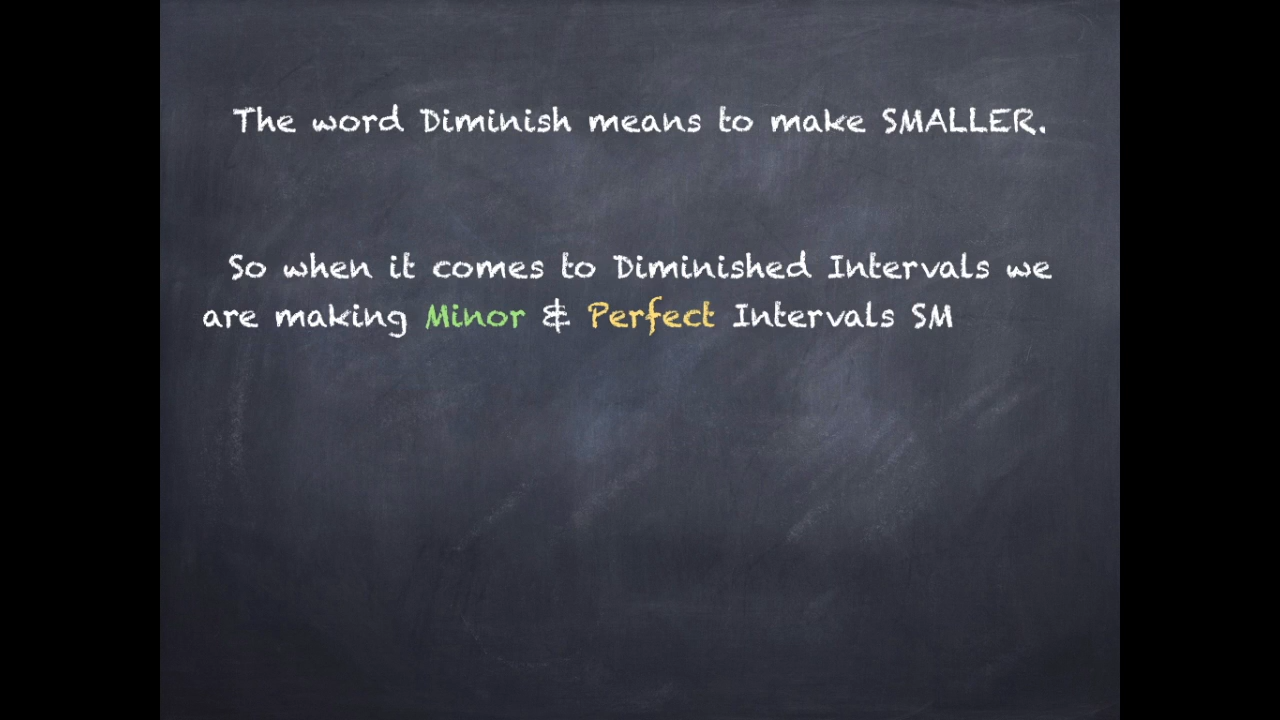 The word Diminish means to make SMALLER.
So when it comes to Diminished Intervals we
are making Minor & Perfect Intervals SM